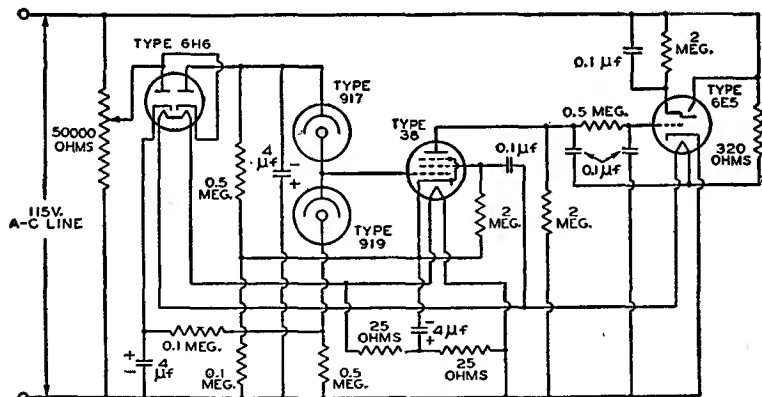 TYPE 6H6
50000
OHMS
115V.
A-C LINE
0.5
MEG.
4
µf
-
+
TYPE
917
TYPE
919
TYPE
38
0.1 µf
2
MEG.
2
MEG.
0.1 µf
2
MEG.
0.5 MEG.
0.1 µf
TYPE
6E5
320
OHMS
0.1 MEG.
+
-
4
µf
0.1
MEG.
0.5
MEG.
25
OHMS
-
+
4 µf
25
OHMS